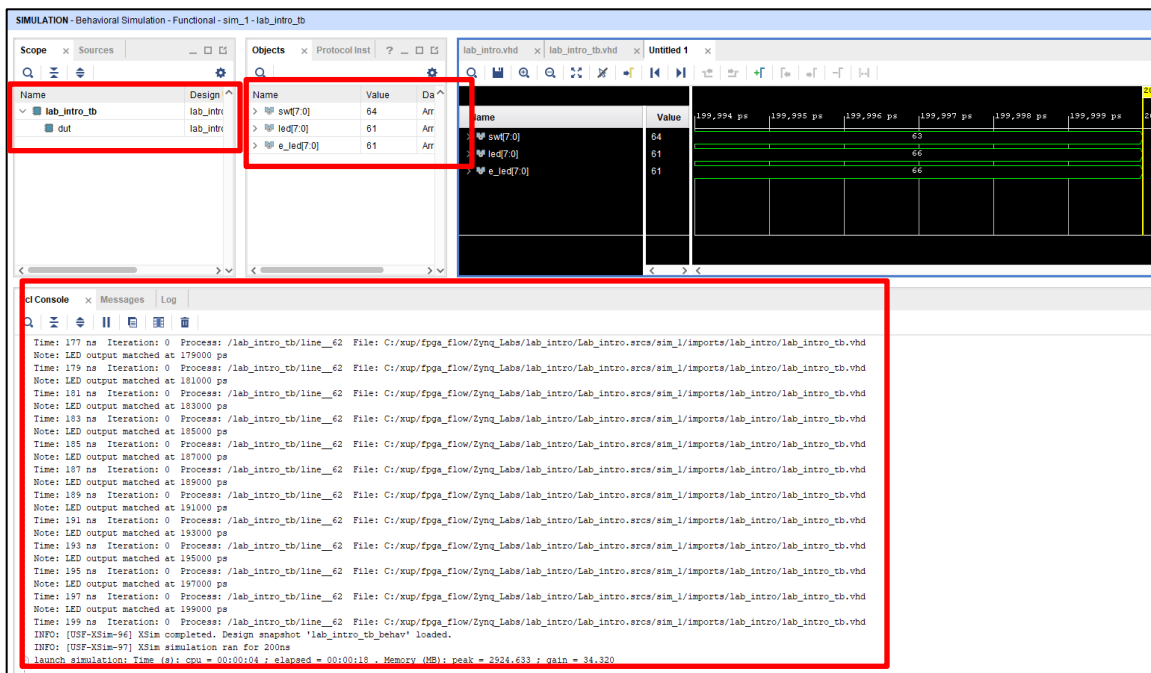 SIMULATION - Behavioral Simulation - Functional - sim_1 - lab_intro_tb
Scope × Sources
Name Design
lab_intro_tb lab_intro
dut lab_intro
Objects × Protocol Inst ?
Name Value Da
swt[7:0] 64 Arr
led[7:0] 61 Arr
e_led[7:0] 61 Arr
lab_intro.vhd × lab_intro_tb.vhd × Untitled 1 ×
Name Value 199,994 ps 199,995 ps 199,996 ps 199,997 ps 199,998 ps 199,999 ps
swt[7:0] 64 63
led[7:0] 61 66
e_led[7:0] 61 66
cl Console × Messages Log
Time: 177 ns Iteration: 0 Process: /lab_intro_tb/line__62 File: C:/xup/fpga_flow/Zynq_Labs/lab_intro/Lab_intro.srcs/sim_1/imports/lab_intro/lab_intro_tb.vhd
Note: LED output matched at 179000 ps
Time: 179 ns Iteration: 0 Process: /lab_intro_tb/line__62 File: C:/xup/fpga_flow/Zynq_Labs/lab_intro/Lab_intro.srcs/sim_1/imports/lab_intro/lab_intro_tb.vhd
Note: LED output matched at 181000 ps
Time: 181 ns Iteration: 0 Process: /lab_intro_tb/line__62 File: C:/xup/fpga_flow/Zynq_Labs/lab_intro/Lab_intro.srcs/sim_1/imports/lab_intro/lab_intro_tb.vhd
Note: LED output matched at 183000 ps
Time: 183 ns Iteration: 0 Process: /lab_intro_tb/line__62 File: C:/xup/fpga_flow/Zynq_Labs/lab_intro/Lab_intro.srcs/sim_1/imports/lab_intro/lab_intro_tb.vhd
Note: LED output matched at 185000 ps
Time: 185 ns Iteration: 0 Process: /lab_intro_tb/line__62 File: C:/xup/fpga_flow/Zynq_Labs/lab_intro/Lab_intro.srcs/sim_1/imports/lab_intro/lab_intro_tb.vhd
Note: LED output matched at 187000 ps
Time: 187 ns Iteration: 0 Process: /lab_intro_tb/line__62 File: C:/xup/fpga_flow/Zynq_Labs/lab_intro/Lab_intro.srcs/sim_1/imports/lab_intro/lab_intro_tb.vhd
Note: LED output matched at 189000 ps
Time: 189 ns Iteration: 0 Process: /lab_intro_tb/line__62 File: C:/xup/fpga_flow/Zynq_Labs/lab_intro/Lab_intro.srcs/sim_1/imports/lab_intro/lab_intro_tb.vhd
Note: LED output matched at 191000 ps
Time: 191 ns Iteration: 0 Process: /lab_intro_tb/line__62 File: C:/xup/fpga_flow/Zynq_Labs/lab_intro/Lab_intro.srcs/sim_1/imports/lab_intro/lab_intro_tb.vhd
Note: LED output matched at 193000 ps
Time: 193 ns Iteration: 0 Process: /lab_intro_tb/line__62 File: C:/xup/fpga_flow/Zynq_Labs/lab_intro/Lab_intro.srcs/sim_1/imports/lab_intro/lab_intro_tb.vhd
Note: LED output matched at 195000 ps
Time: 195 ns Iteration: 0 Process: /lab_intro_tb/line__62 File: C:/xup/fpga_flow/Zynq_Labs/lab_intro/Lab_intro.srcs/sim_1/imports/lab_intro/lab_intro_tb.vhd
Note: LED output matched at 197000 ps
Time: 197 ns Iteration: 0 Process: /lab_intro_tb/line__62 File: C:/xup/fpga_flow/Zynq_Labs/lab_intro/Lab_intro.srcs/sim_1/imports/lab_intro/lab_intro_tb.vhd
Note: LED output matched at 199000 ps
Time: 199 ns Iteration: 0 Process: /lab_intro_tb/line__62 File: C:/xup/fpga_flow/Zynq_Labs/lab_intro/Lab_intro.srcs/sim_1/imports/lab_intro/lab_intro_tb.vhd
INFO: [USF-XSim-96] XSim completed. Design snapshot 'lab_intro_tb_behav' loaded.
INFO: [USF-XSim-97] XSim simulation ran for 200ns
launch_simulation: Time (s): cpu = 00:00:04 ; elapsed = 00:00:18 . Memory (MB): peak = 2924.633 ; gain = 34.320